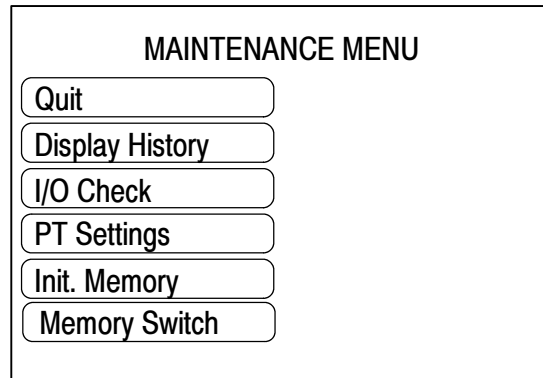 MAINTENANCE MENU
Quit
Display History
I/O Check
PT Settings
Init. Memory
Memory Switch